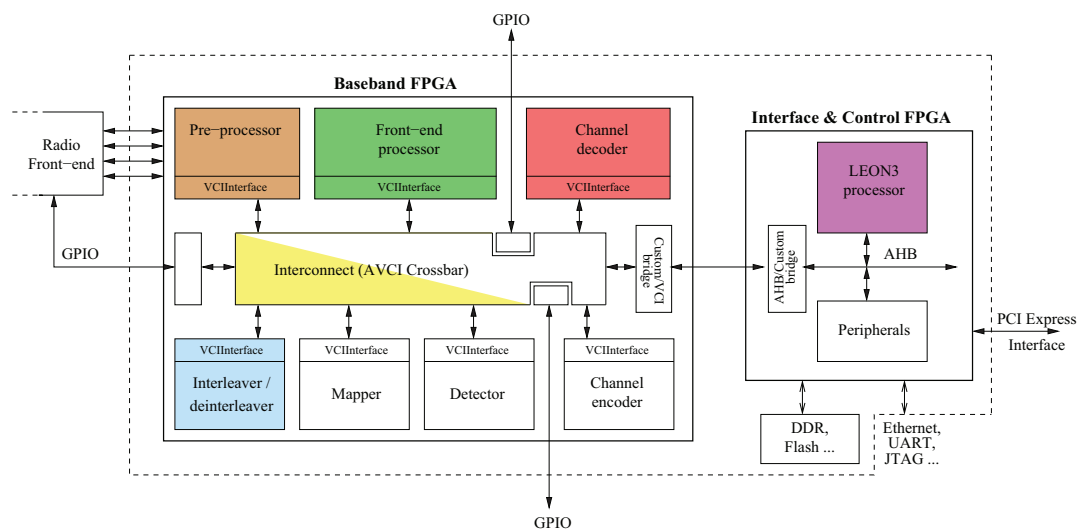 GPIO
Baseband FPGA
Interface & Control FPGA
Radio
Front−end
Pre−processor
VCIInterface
Front−end
processor
VCIInterface
Channel
decoder
VCIInterface
LEON3
processor
GPIO
Interconnect (AVCI Crossbar)
Custom/VCI
bridge
AHB/Custom
bridge
AHB
Peripherals
PCI Express
Interface
VCIInterface
Interleaver /
deinterleaver
VCIInterface
Mapper
VCIInterface
Detector
VCIInterface
Channel
encoder
DDR,
Flash ...
Ethernet,
UART,
JTAG ...
GPIO